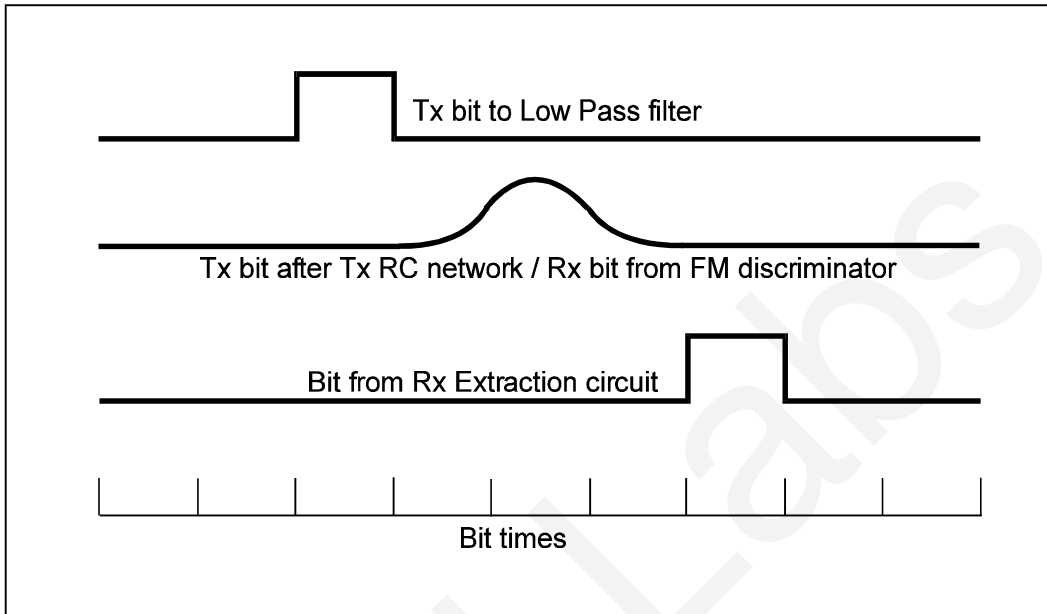 Tx bit to Low Pass filter
Tx bit after Tx RC network / Rx bit from FM discriminator
Bit from Rx Extraction circuit
Bit times
Labs